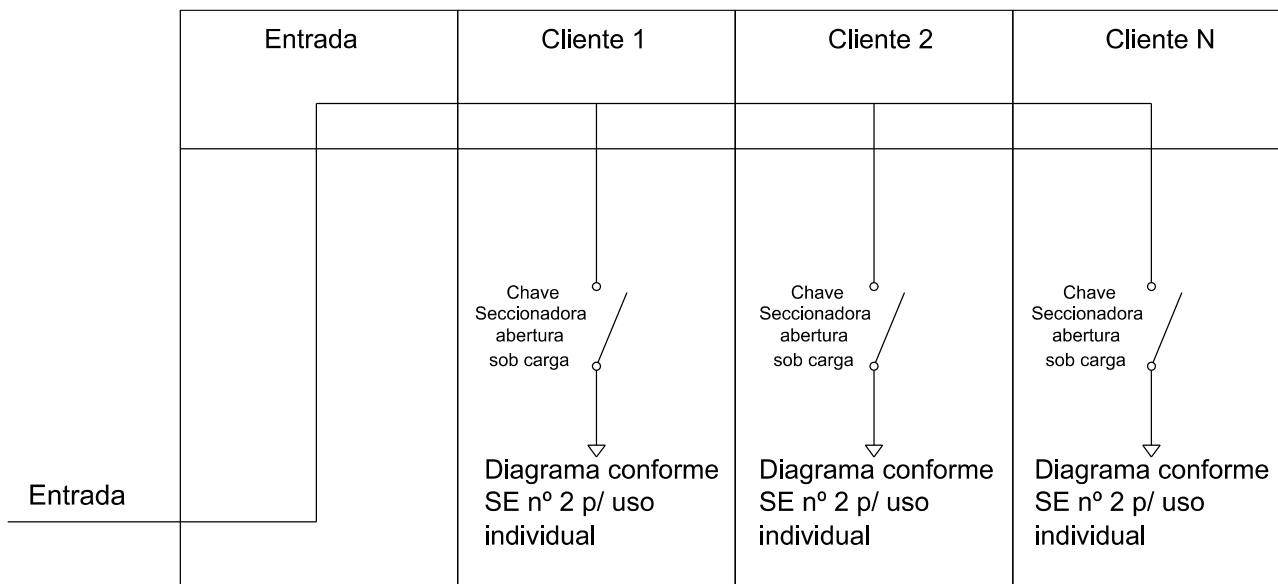 Entrada
Cliente 1
Cliente 2
Cliente N
Chave
Seccionadora
abertura
sob carga
Chave
Seccionadora
abertura
sob carga
Chave
Seccionadora
abertura
sob carga
Diagrama conforme
SE nº 2 p/ uso
individual
Diagrama conforme
SE nº 2 p/ uso
individual
Diagrama conforme
SE nº 2 p/ uso
individual
Entrada